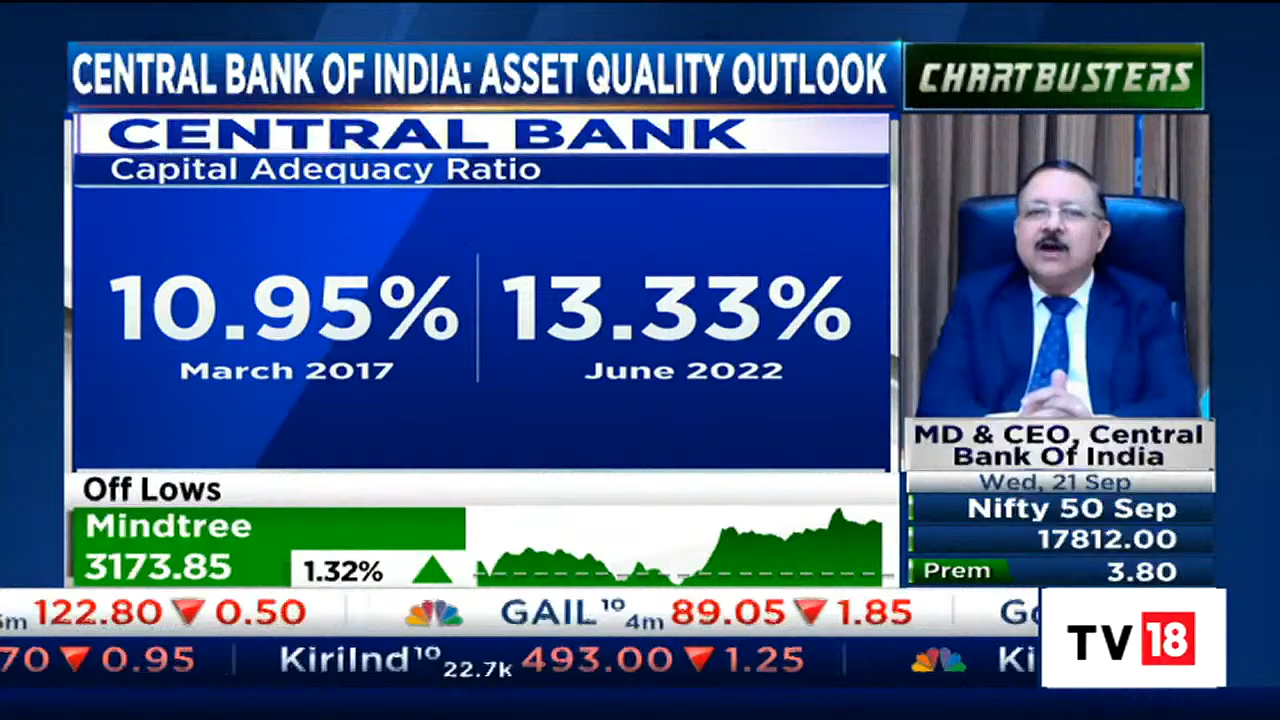 CENTRAL BANK OF INDIA: ASSET QUALITY OUTLOOK
CHARTBUSTERS
CENTRAL BANK
Capital Adequacy Ratio
10.95%
March 2017
13.33%
June 2022
MD & CEO, Central
Bank Of India
Wed, 21 Sep
Nifty 50 Sep
17812.00
Prem 3.80
Off Lows
Mindtree
3173.85 1.32%
122.80 0.50 GAIL 10 4m 89.05 1.85
70 0.95 KiriInd 10 22.7k 493.00 1.25 Ki
TV18